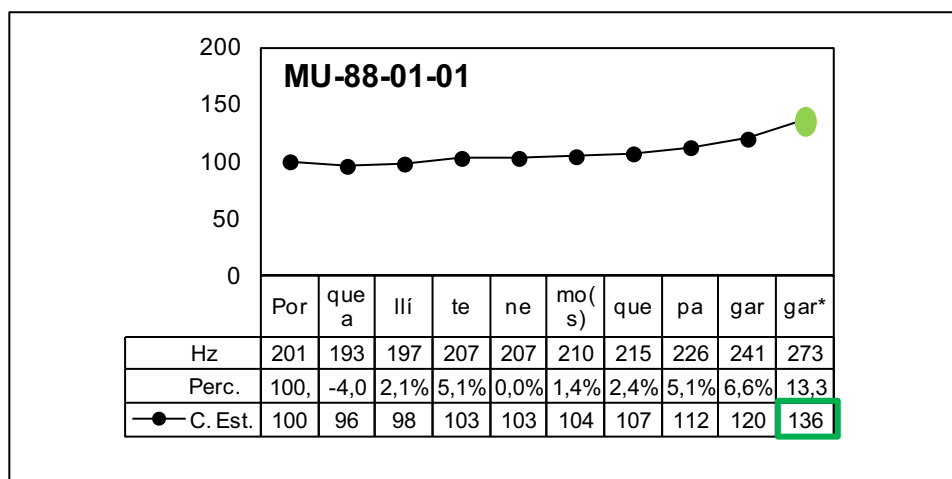 200
MU-88-01-01
150
100
50
0
Por que a llí te ne mo(s) que pa gar gar*
Hz 201 193 197 207 207 210 215 226 241 273
Perc. 100, -4,0 2,1% 5,1% 0,0% 1,4% 2,4% 5,1% 6,6% 13,3
C. Est. 100 96 98 103 103 104 107 112 120 136